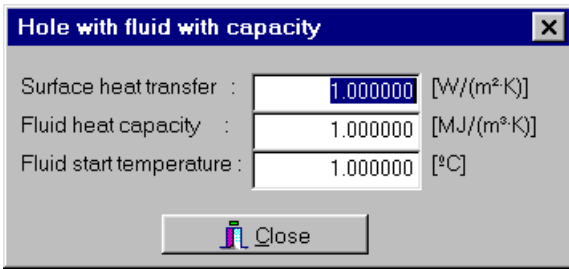 Hole with fluid with capacity
Surface heat transfer : 1.000000 [W/(m²·K)]
Fluid heat capacity : 1.000000 [MJ/(m³·K)]
Fluid start temperature : 1.000000 [ºC]
Close